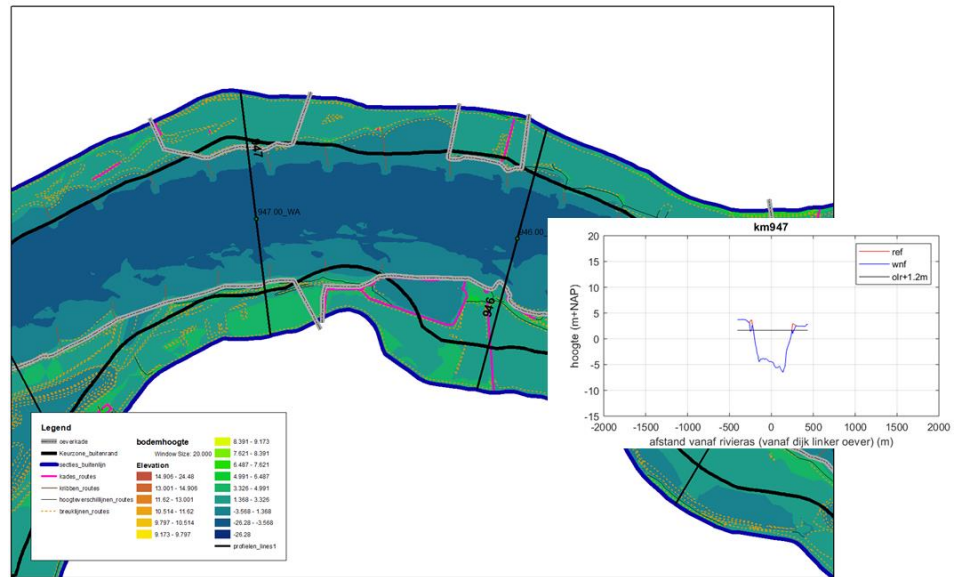 947
947.00_WA
946.00_
946
km947
20
15
10
5
0
-5
-10
-15
ref
wnf
olr+1.2m
hoogte (m+NAP)
-2000 -1500 -1000 -500 0 500 1000 1500 2000
afstand vanaf rivieras (vanaf dijk linker oever) (m)
Legend
oeverkade
Keurzone_buitenrand
secties_buitenlijn
kades_routes
kribben_routes
hoogteverschillijnen_routes
breuklijnen_routes
bodemhoogte
Window Size: 20.000
Elevation
14.906 - 24.48
13.001 - 14.906
11.62 - 13.001
10.514 - 11.62
9.797 - 10.514
9.173 - 9.797
8.391 - 9.173
7.621 - 8.391
6.487 - 7.621
4.991 - 6.487
3.326 - 4.991
1.368 - 3.326
-3.568 - 1.368
-26.28 - -3.568
-26.28
profielen_lines1